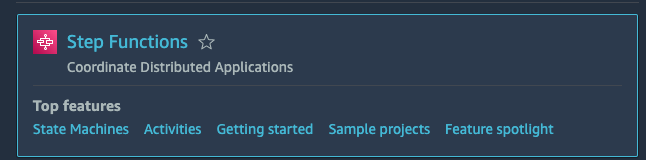 Step Functions
Coordinate Distributed Applications
Top features
State Machines Activities Getting started Sample projects Feature spotlight